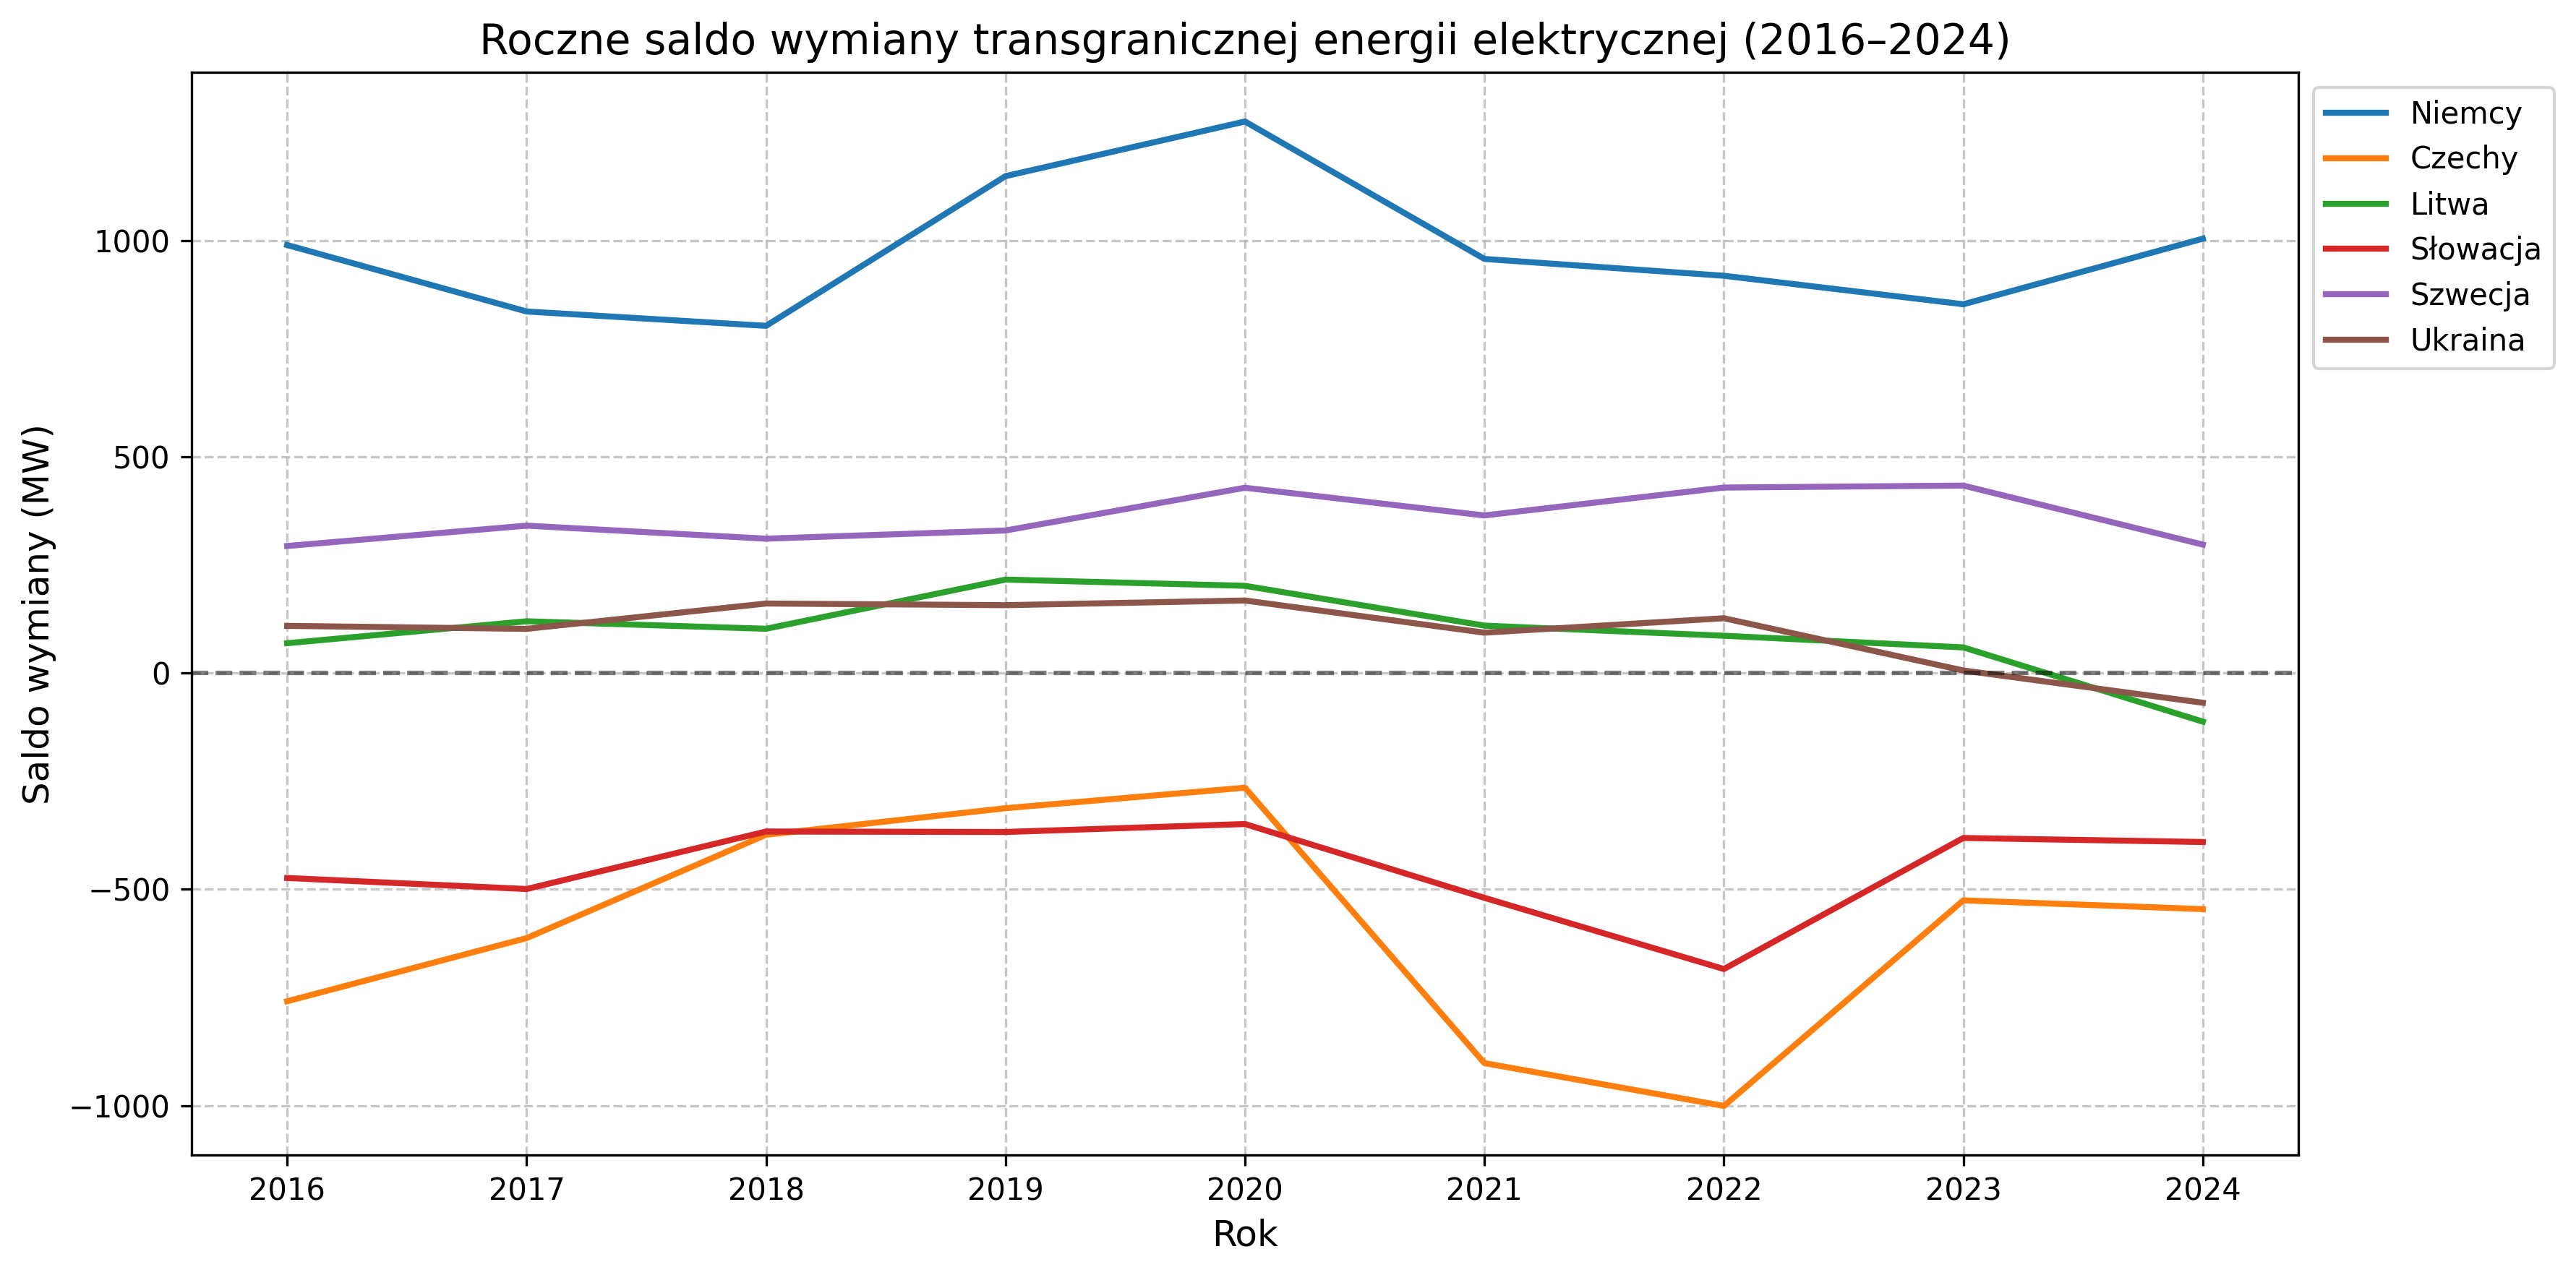 Roczne saldo wymiany transgranicznej energii elektrycznej (2016–2024)
Saldo wymiany (MW)
1000
500
0
−500
−1000
2016 2017 2018 2019 2020 2021 2022 2023 2024
Rok
Niemcy
Czechy
Litwa
Słowacja
Szwecja
Ukraina